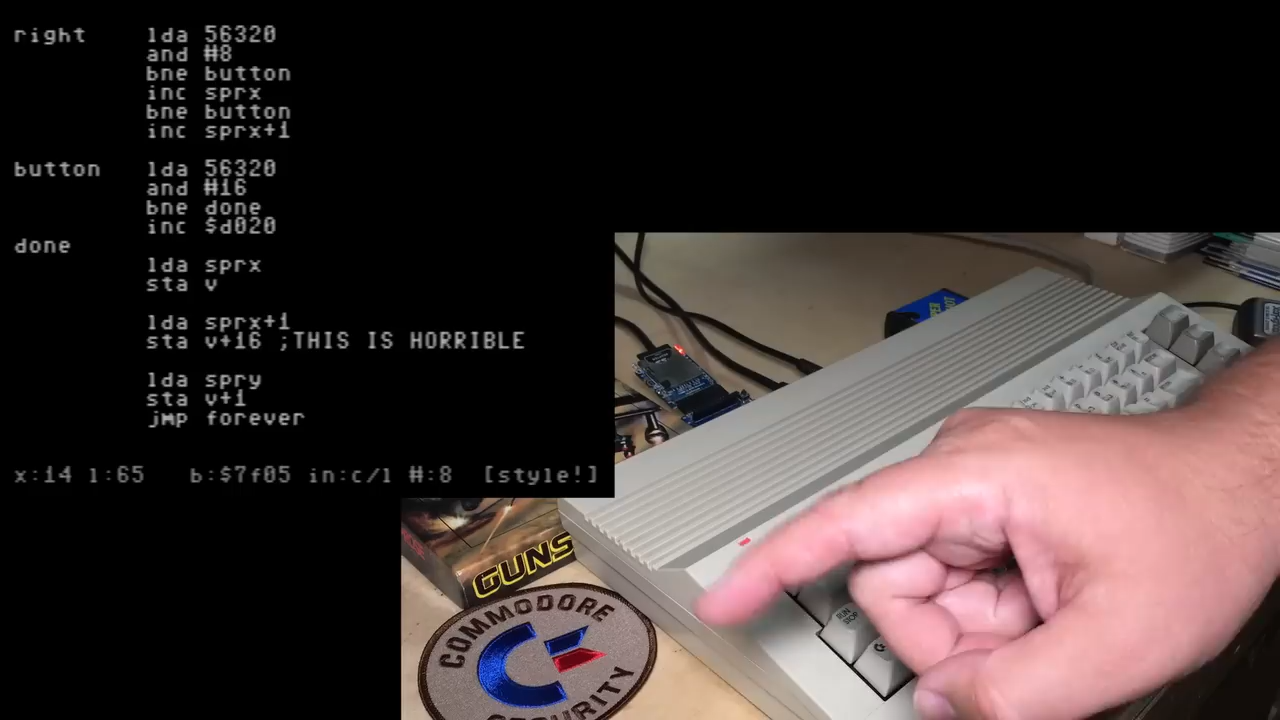 right lda 56320
and #8
bne button
inc sprx
bne button
inc sprx+1
button lda 56320
and #16
bne done
inc $d020
done
lda sprx
sta v
lda sprx+1
sta v+16 ;THIS IS HORRIBLE
lda spry
sta v+1
jmp forever
x:14 l:65 b:$7f05 in:c/l #:8 [style!]
GUNS
COMMODORE
SECURITY
RUN
STOP